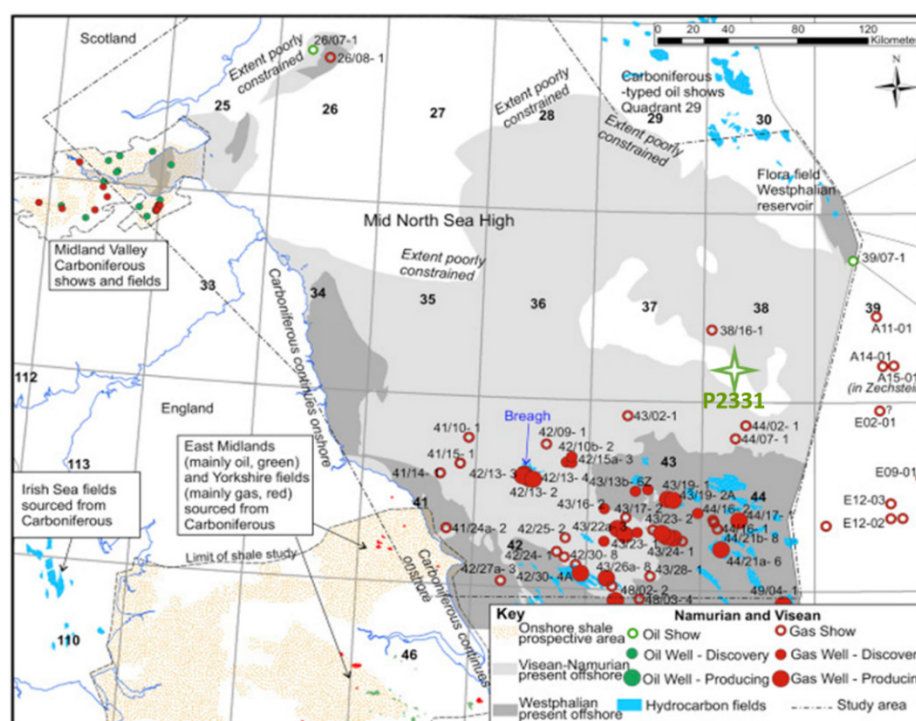 Scotland
26/07-1
26/08- 1
Extent poorly
constrained
25
26
27
28
29
30
Extent poorly
constrained
Extent poorly
constrained
Carboniferous
-typed oil shows
Quadrant 29
0 20 40 60 80 100
Kilometer
N
Flora field
Westphalian
reservoir
Mid North Sea High
Midland Valley
Carboniferous
shows and fields
33
34
Extent poorly
constrained
35
36
37
38
39
39/07-1
38/16-1
A11-01
A14-01
A15-01
(in Zechstein
P2331
112
England
Carboniferous continues onshore
Breagh
43/02-1
44/02- 1
44/07- 1
?
E02-01
East Midlands
(mainly oil, green) and
Yorkshire fields
(mainly gas, red) sourced
from Carboniferous
41/10- 1
42/09- 1
42/10b- 2
42/15a- 3
41/15- 1
41/14- 1
42/13- 3
42/13- 4
42/13- 2
43
43/13b- 6Z
43/19- 1
43/19- 2A
44
E09-01
113
Irish Sea fields
sourced from
Carboniferous
41
43/16- 2
43/17- 2
44/16- 2
44/17- 1
E12-03
41/24a- 2
42/25- 2
43/22a- 3
43/23- 2
44/16- 1
E12-02
Limit of shale study
42
42/24- 1
43/23- 1
43/24- 1
44/21b- 8
42/30- 8
44/21a- 6
42/27a- 3
42/30- 4A
43/26a- 8
43/28- 1
48/02- 2
48/03- 4
49/04- 1
Carboniferous continues
onshore
110
46
Key
Onshore shale
prospective area
Visean-Namurian
present offshore
Westphalian
present offshore
Namurian and Visean
Oil Show
Gas Show
Oil Well - Discovery
Gas Well - Discover
Oil Well - Producing
Gas Well - Producing
Hydrocarbon fields
Study area